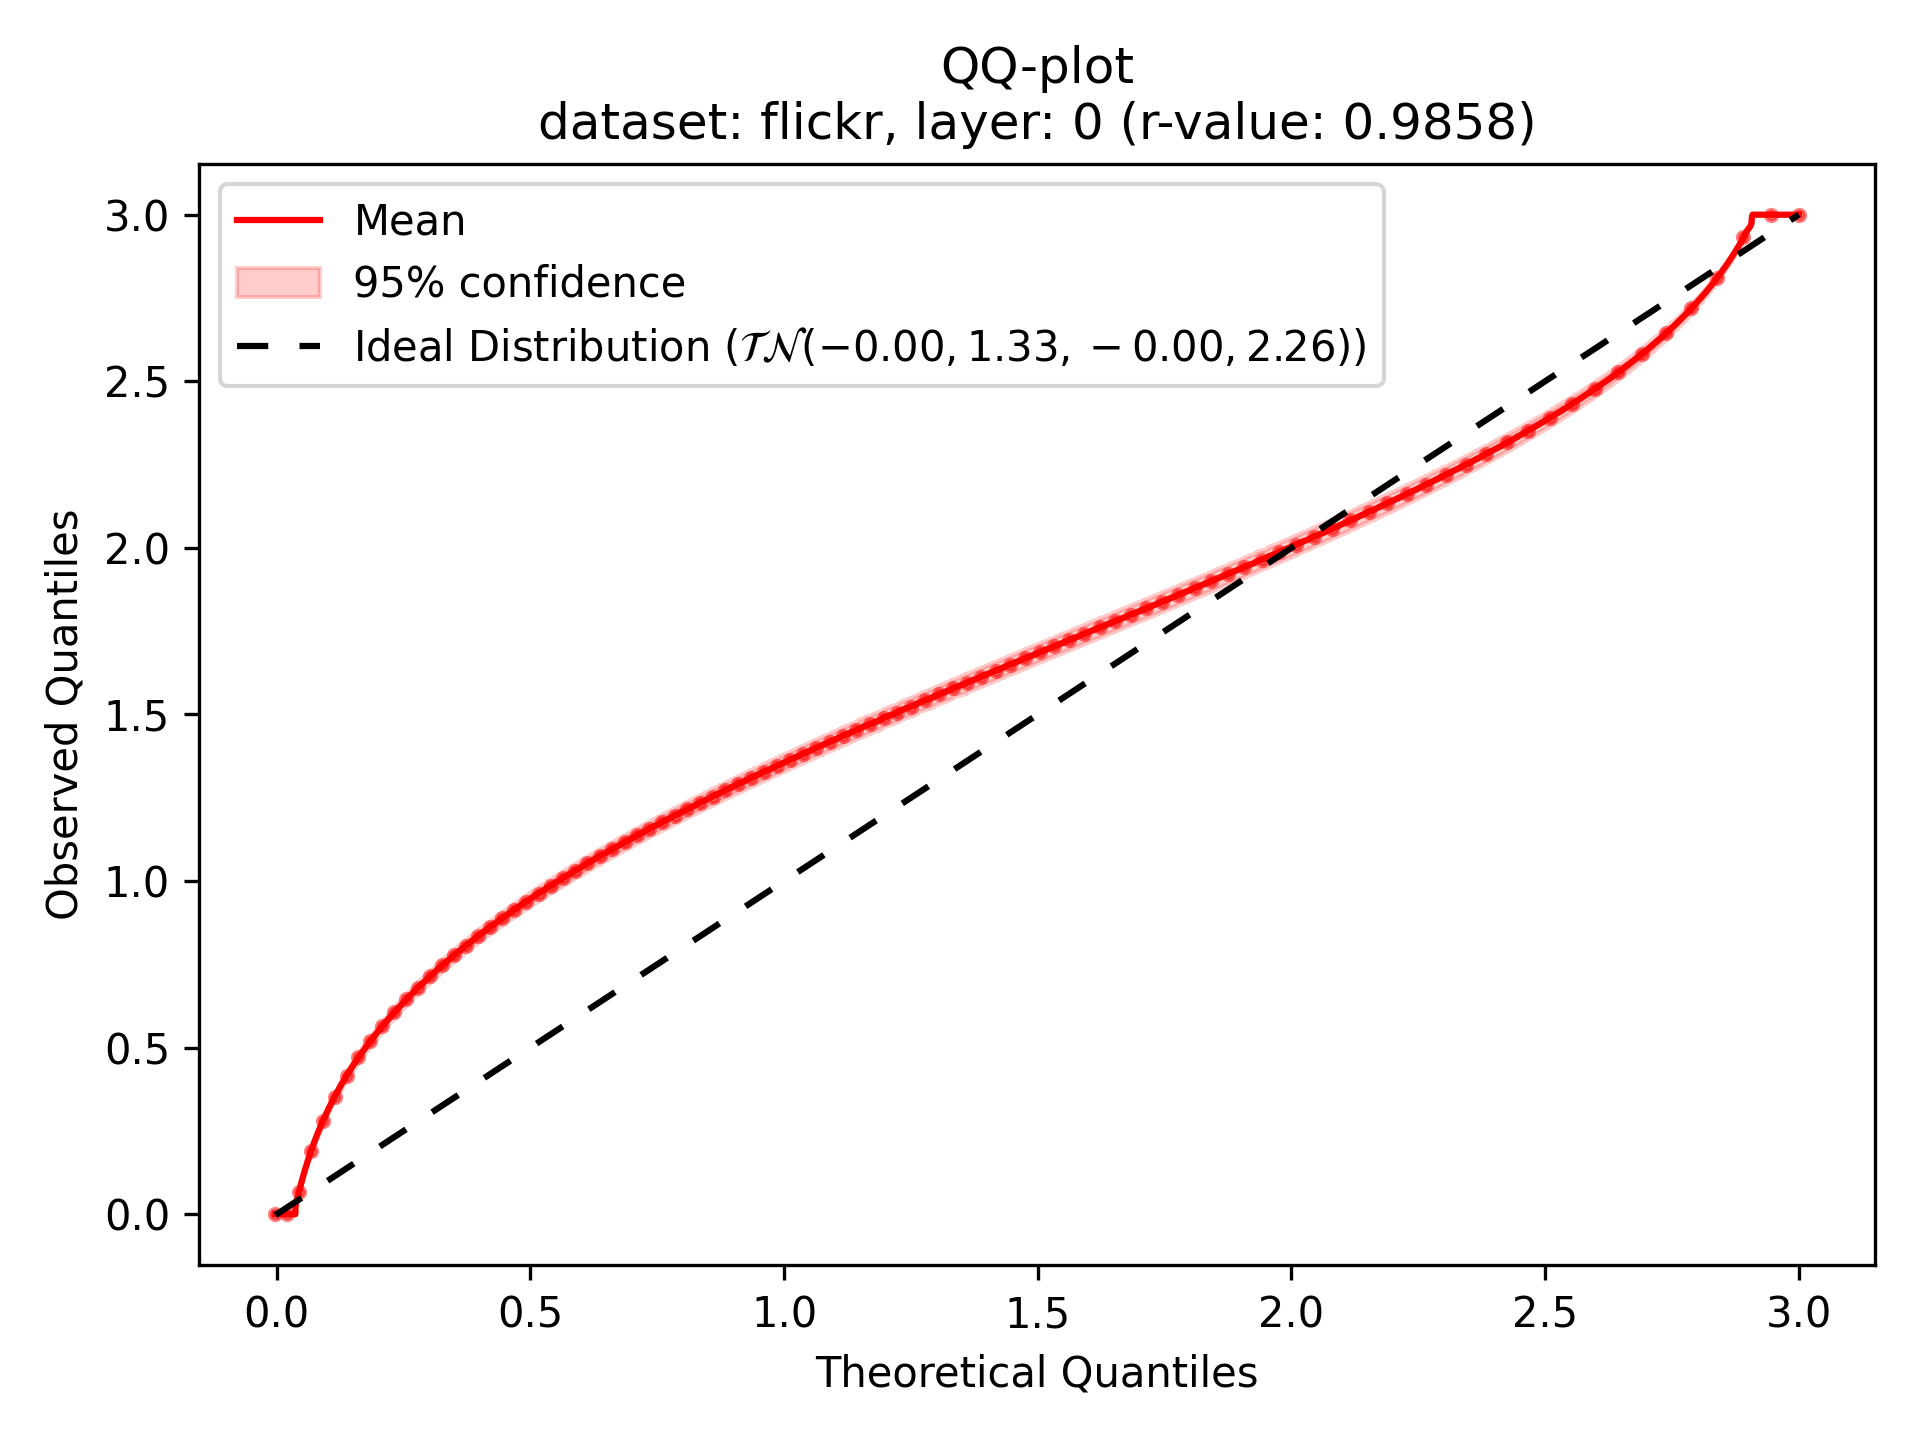 QQ-plot
dataset: flickr, layer: 0 (r-value: 0.9858)
Mean
95% confidence
Ideal Distribution (𝒯𝒩(−0.00, 1.33, −0.00, 2.26))
3.0
2.5
2.0
1.5
1.0
0.5
0.0
Observed Quantiles
0.0 0.5 1.0 1.5 2.0 2.5 3.0
Theoretical Quantiles